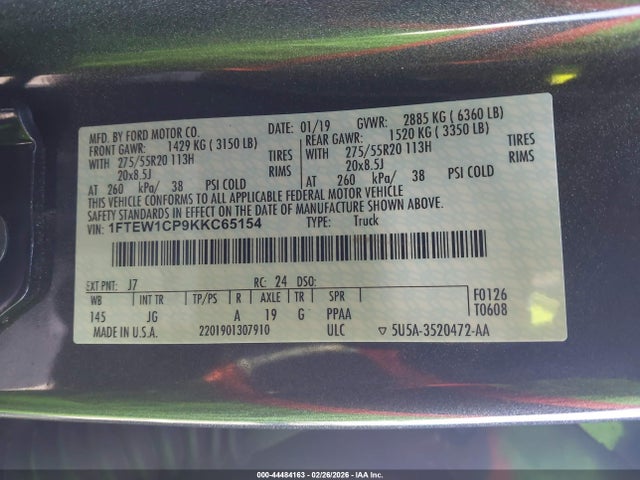 MFD. BY FORD MOTOR CO. DATE: 01/19 GVWR: 2885 KG ( 6360 LB)
FRONT GAWR: 1429 KG ( 3150 LB) REAR GAWR: 1520 KG ( 3350 LB)
WITH 275/55R20 113H TIRES WITH 275/55R20 113H TIRES
20x8.5J RIMS 20x8.5J RIMS
AT 260 kPa/ 38 PSI COLD AT 260 kPa/ 38 PSI COLD
THIS VEHICLE CONFORMS TO ALL APPLICABLE FEDERAL MOTOR VEHICLE
SAFETY STANDARDS IN EFFECT ON THE DATE OF MANUFACTURE SHOWN ABOVE.
VIN: 1FTEW1CP9KKC65154 TYPE: Truck
EXT PNT: J7 RC: 24 DSO:
WB INT TR TP/PS R AXLE TR SPR F0126
145 JG A 19 G PPAA T0608
MADE IN U.S.A. 2201901307910 ULC ▽ 5U5A-3520472-AA
000-44484163 - 02/26/2026 - IAA Inc.